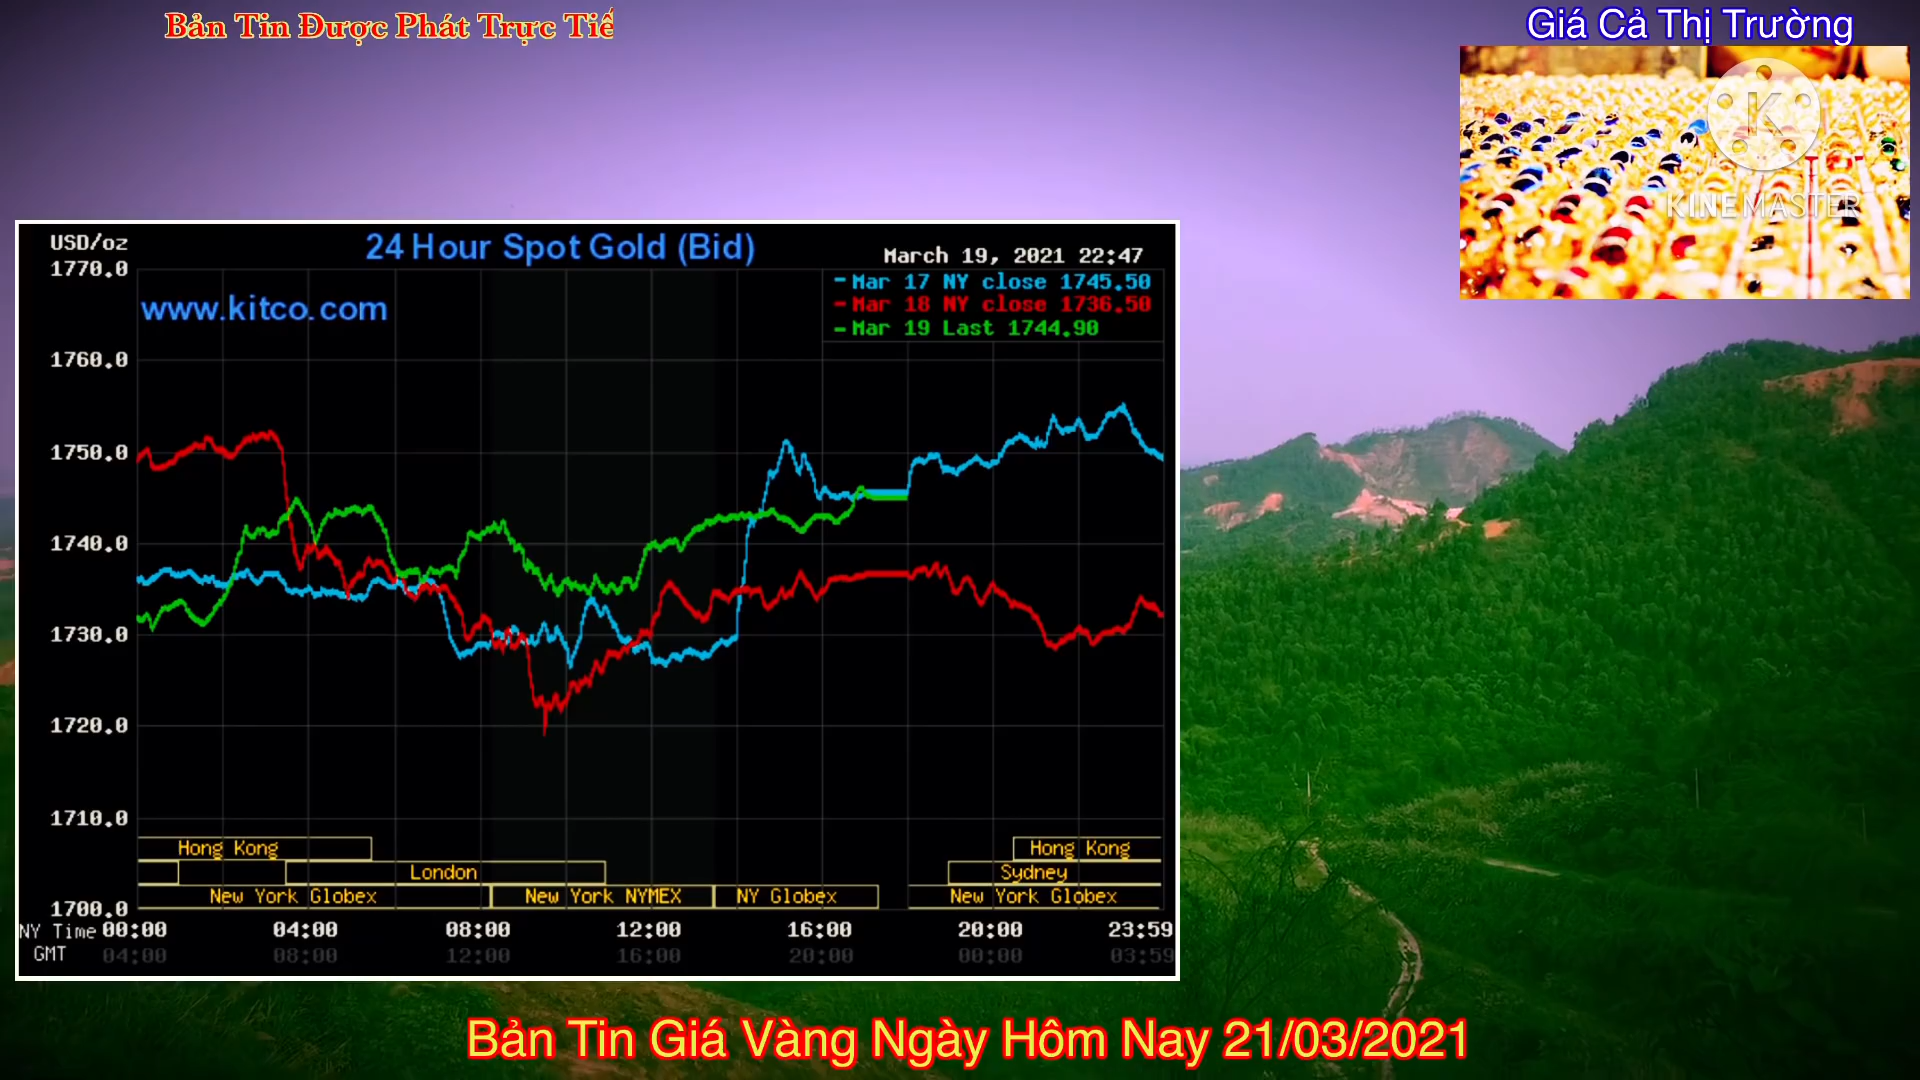 Bản Tin Được Phát Trực Tiế
Giá Cả Thị Trường
K
KINEMASTER
USD/oz
24 Hour Spot Gold (Bid)
March 19, 2021 22:47
www.kitco.com
Mar 17 NY close 1745.50
Mar 18 NY close 1736.50
Mar 19 Last 1744.90
1770.0
1760.0
1750.0
1740.0
1730.0
1720.0
1710.0
1700.0
Hong Kong
Hong Kong
London
Sydney
New York Globex
New York NYMEX
NY Globex
New York Globex
NY Time 00:00 04:00 08:00 12:00 16:00 20:00 23:59
GMT 04:00 08:00 12:00 16:00 20:00 00:00 03:59
Bản Tin Giá Vàng Ngày Hôm Nay 21/03/2021